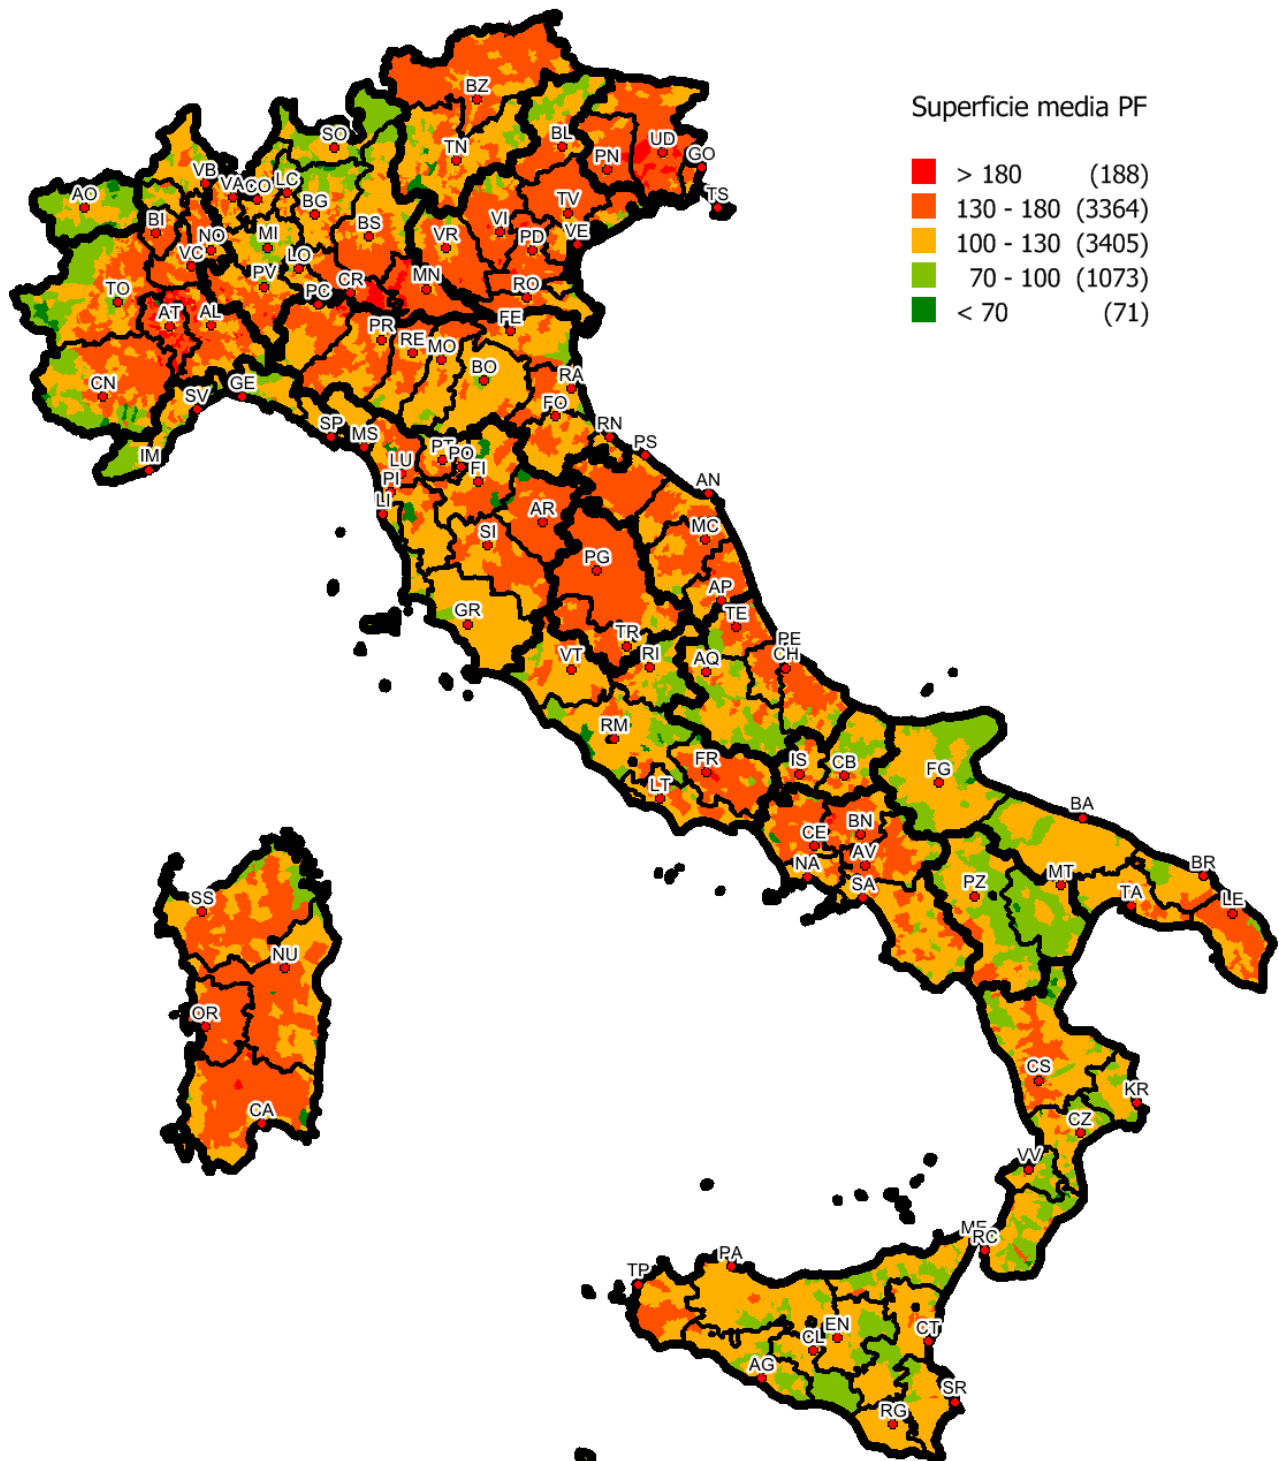 Superficie media PF
> 180 (188)
130 - 180 (3364)
100 - 130 (3405)
70 - 100 (1073)
< 70 (71)
BZ
SO
TN
BL
UD
PN
GO
VB
VA
CO
LC
AO
BG
TS
TV
BI
BS
VI
NO
MI
VR
PD
VE
VC
LO
PV
CR
MN
TO
PC
RO
AT
AL
FE
PR
RE
MO
BO
CN
SV
GE
RA
FO
SP
MS
RN
PS
IM
PT
PO
LU
FI
PI
LI
AN
AR
MC
SI
PG
AP
TE
GR
TR
PE
CH
VT
RI
AQ
RM
FR
IS
CB
FG
LT
BA
CE
BN
AV
NA
SA
PZ
MT
BR
TA
LE
SS
NU
OR
CA
CS
KR
CZ
VV
ME
RC
PA
TP
EN
CL
CT
AG
SR
RG